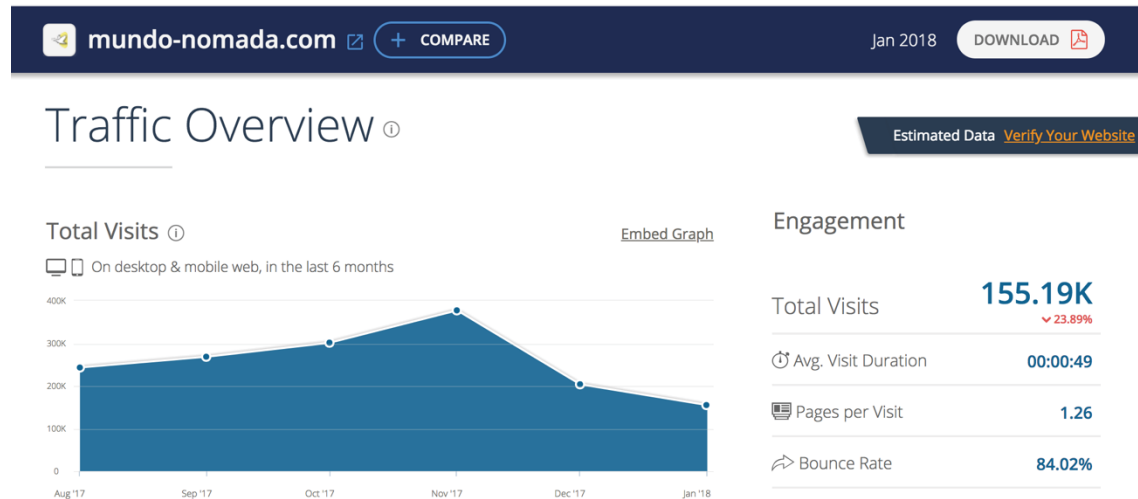 mundo-nomada.com + COMPARE Jan 2018 DOWNLOAD
Traffic Overview
Estimated Data Verify Your Website
Total Visits
Embed Graph
On desktop & mobile web, in the last 6 months
400K
300K
200K
100K
0
Aug '17 Sep '17 Oct '17 Nov '17 Dec '17 Jan '18
Engagement
Total Visits 155.19K
23.89%
Avg. Visit Duration 00:00:49
Pages per Visit 1.26
Bounce Rate 84.02%